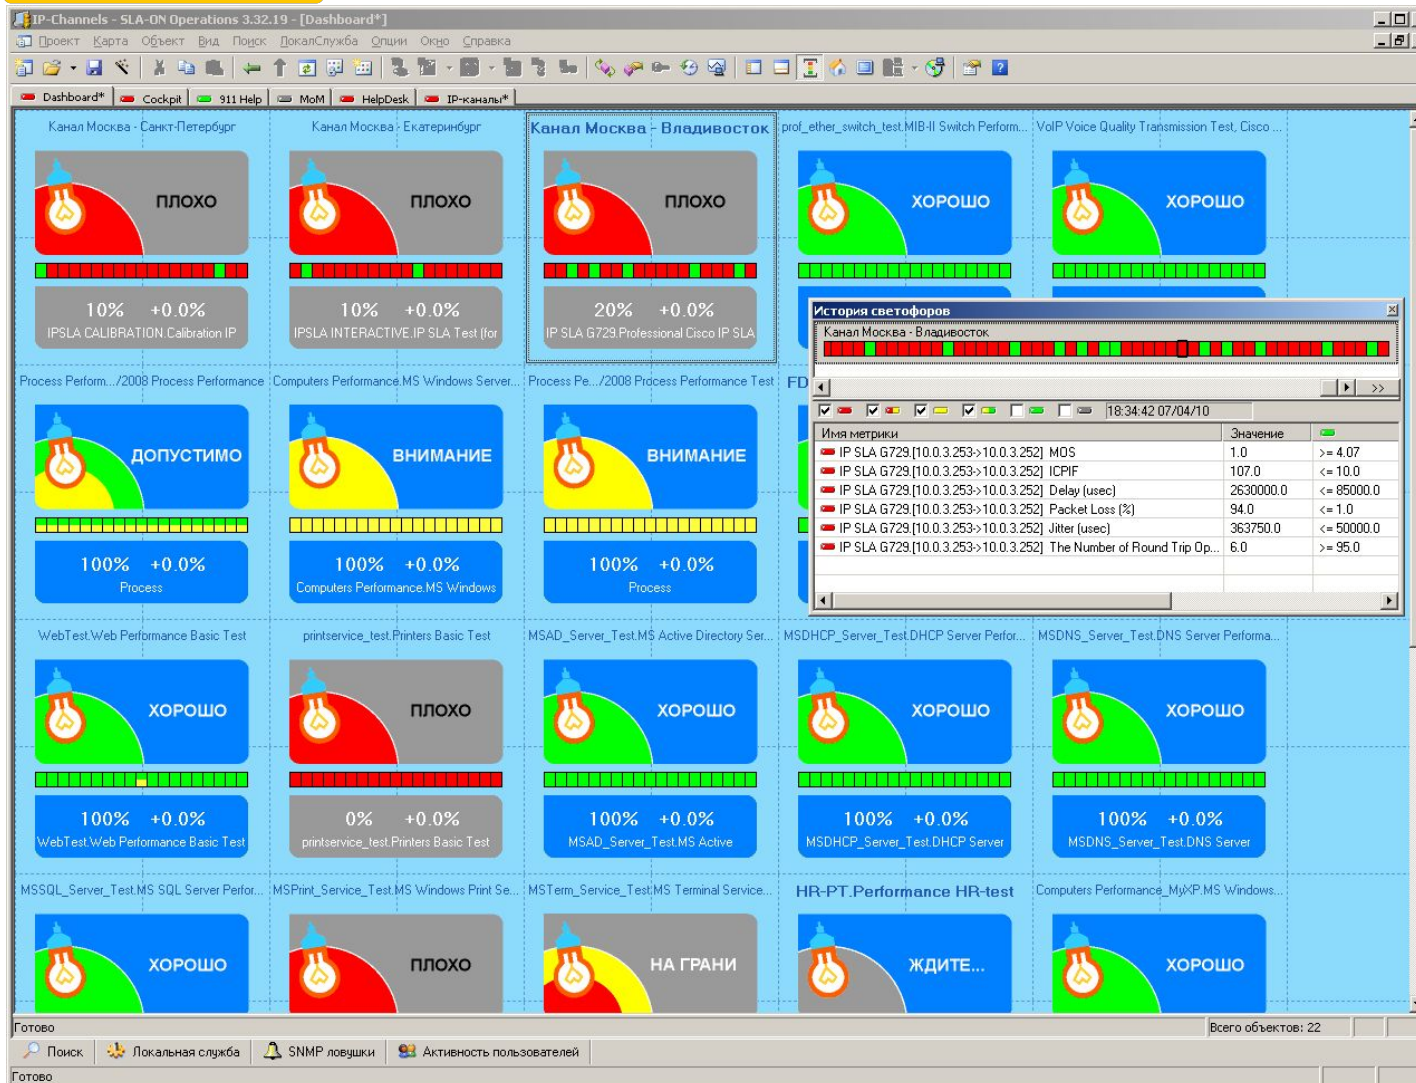 IP-Channels - SLA-ON Operations 3.32.19 - [Dashboard*]
Проект Карта Объект Вид Поиск ЛокалСлужба Опции Окно Справка
Dashboard* Cockpit 911 Help MoM HelpDesk IP-каналы*
Канал Москва - Санкт-Петербург Канал Москва - Екатеринбург Канал Москва - Владивосток prof_ether_switch_test.MIB-II Switch Perform... VoIP Voice Quality Transmission Test, Cisco ...
ПЛОХО ПЛОХО ПЛОХО ХОРОШО ХОРОШО
10% +0.0% 10% +0.0% 20% +0.0%
IPSLA CALIBRATION.Calibration IP IPSLA INTERACTIVE.IP SLA Test (for IP SLA G729.Professional Cisco IP SLA
История светофоров
Канал Москва - Владивосток
>>
18:34:42 07/04/10
Имя метрики Значение
IP SLA G729.[10.0.3.253->10.0.3.252] MOS 1.0 >= 4.07
IP SLA G729.[10.0.3.253->10.0.3.252] ICPIF 107.0 <= 10.0
IP SLA G729.[10.0.3.253->10.0.3.252] Delay (usec) 2630000.0 <= 85000.0
IP SLA G729.[10.0.3.253->10.0.3.252] Packet Loss (%) 94.0 <= 1.0
IP SLA G729.[10.0.3.253->10.0.3.252] Jitter (usec) 363750.0 <= 50000.0
IP SLA G729.[10.0.3.253->10.0.3.252] The Number of Round Trip Op... 6.0 >= 95.0
Process Perform.../2008 Process Performance Computers Performance.MS Windows Server... Process Pe.../2008 Process Performance Test FD
ДОПУСТИМО ВНИМАНИЕ ВНИМАНИЕ
100% +0.0% 100% +0.0% 100% +0.0%
Process Computers Performance.MS Windows Process
WebTest.Web Performance Basic Test printservice_test.Printers Basic Test MSAD_Server_Test.MS Active Directory Ser... MSDHCP_Server_Test.DHCP Server Perfor... MSDNS_Server_Test.DNS Server Performa...
ХОРОШО ПЛОХО ХОРОШО ХОРОШО ХОРОШО
100% +0.0% 0% +0.0% 100% +0.0% 100% +0.0% 100% +0.0%
WebTest.Web Performance Basic Test printservice_test.Printers Basic Test MSAD_Server_Test.MS Active MSDHCP_Server_Test.DHCP Server MSDNS_Server_Test.DNS Server
MSSQL_Server_Test.MS SQL Server Perfor... MSPrint_Service_Test.MS Windows Print Se... MSTerm_Service_Test.MS Terminal Service... HR-PT.Performance HR-test Computers Performance_MyXP.MS Windows...
ХОРОШО ПЛОХО НА ГРАНИ ЖДИТЕ... ХОРОШО
Готово Всего объектов: 22
Поиск Локальная служба SNMP ловушки Активность пользователей
Готово